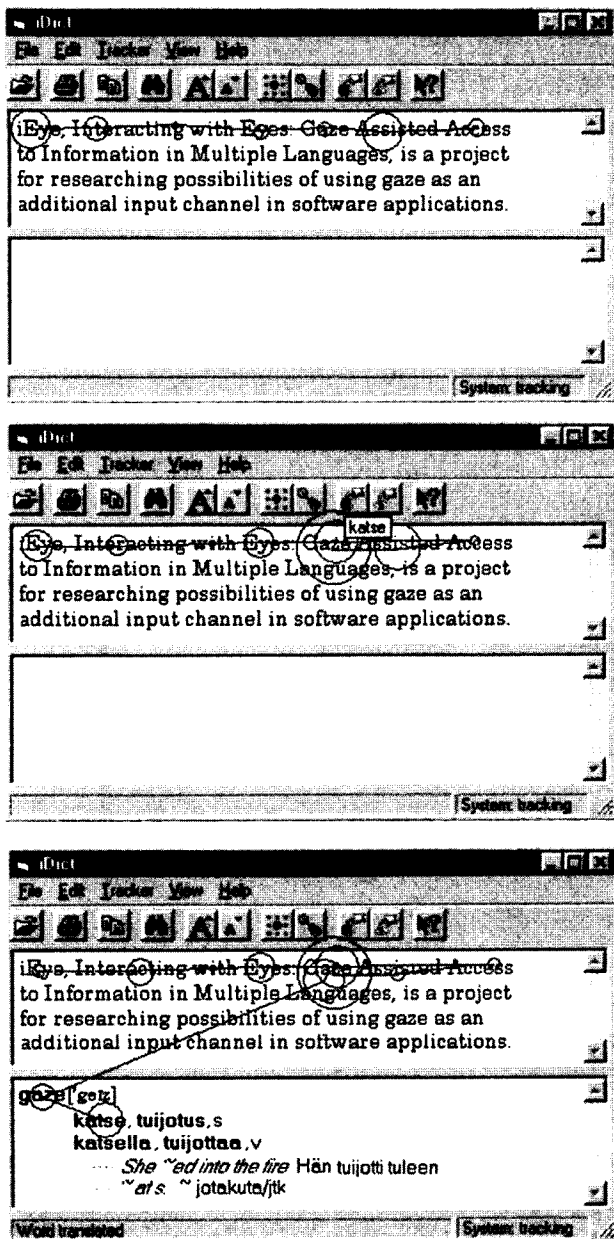 iDict
File Edit Tracker View Help
iEye, Interacting with Eyes: Gaze Assisted Access
to Information in Multiple Languages, is a project
for researching possibilities of using gaze as an
additional input channel in software applications.
System: tracking
iDict
File Edit Tracker View Help
katse
iEye, Interacting with Eyes: Gaze Assisted Access
to Information in Multiple Languages, is a project
for researching possibilities of using gaze as an
additional input channel in software applications.
System: tracking
iDict
File Edit Tracker View Help
iEye, Interacting with Eyes: Gaze Assisted Access
to Information in Multiple Languages, is a project
for researching possibilities of using gaze as an
additional input channel in software applications.
gaze
katse, tuijotus,s
katsella, tuijottaa,v
She ~ed into the fire Hän tuijotti tuleen
~ at s. ~ jotakuta/jtk
Word translated
System: tracking